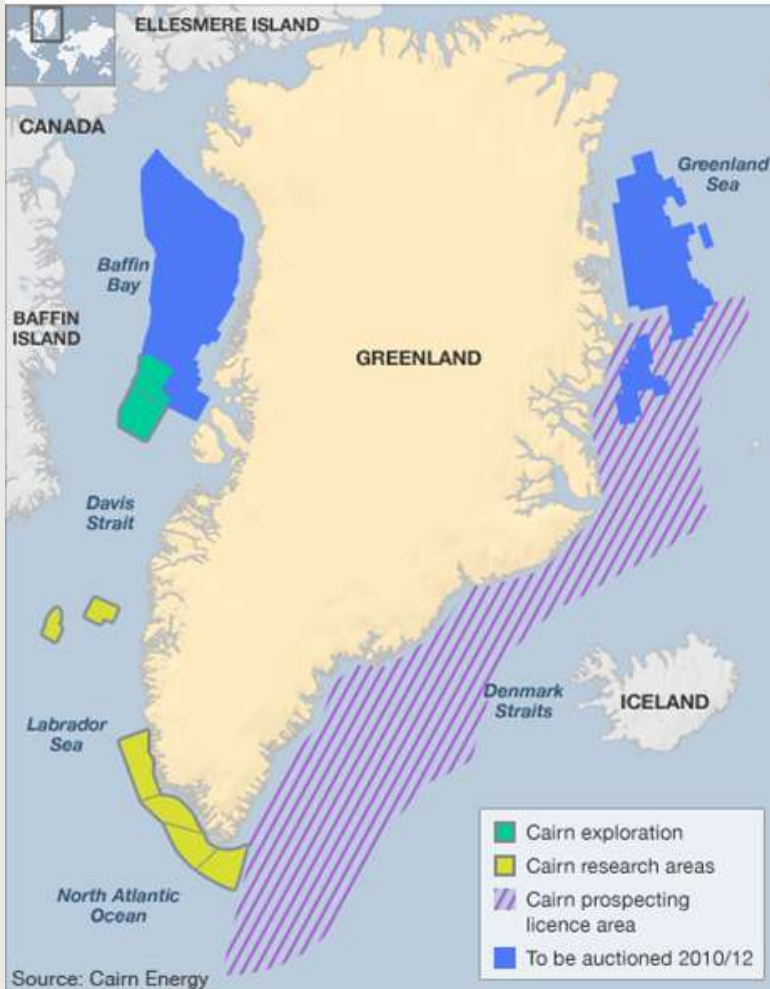 ELLESMERE ISLAND
CANADA
Greenland
Sea
Baffin
Bay
BAFFIN
ISLAND
GREENLAND
Davis
Strait
Denmark
Straits
ICELAND
Labrador
Sea
North Atlantic
Ocean
Cairn exploration
Cairn research areas
Cairn prospecting
licence area
To be auctioned 2010/12
Source: Cairn Energy